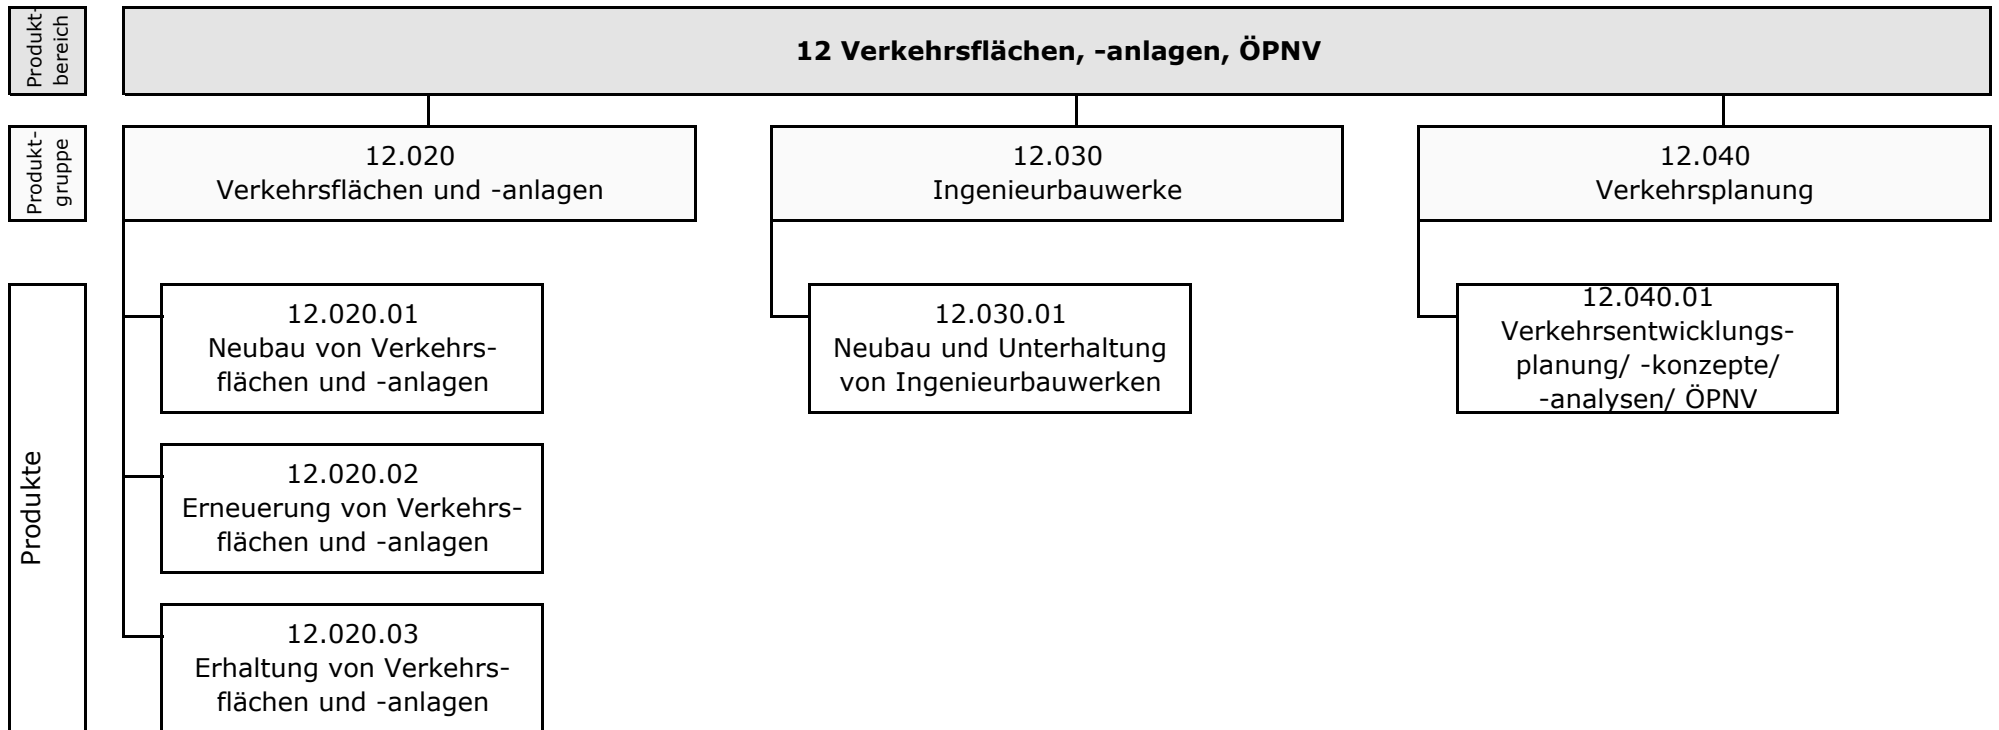 Produkt-
bereich
12 Verkehrsflächen, -anlagen, ÖPNV
Produkt-
gruppe
12.020
Verkehrsflächen und -anlagen
12.030
Ingenieurbauwerke
12.040
Verkehrsplanung
Produkte
12.020.01
Neubau von Verkehrs-
flächen und -anlagen
12.030.01
Neubau und Unterhaltung
von Ingenieurbauwerken
12.040.01
Verkehrsentwicklungs-
planung/ -konzepte/
-analysen/ ÖPNV
12.020.02
Erneuerung von Verkehrs-
flächen und -anlagen
12.020.03
Erhaltung von Verkehrs-
flächen und -anlagen